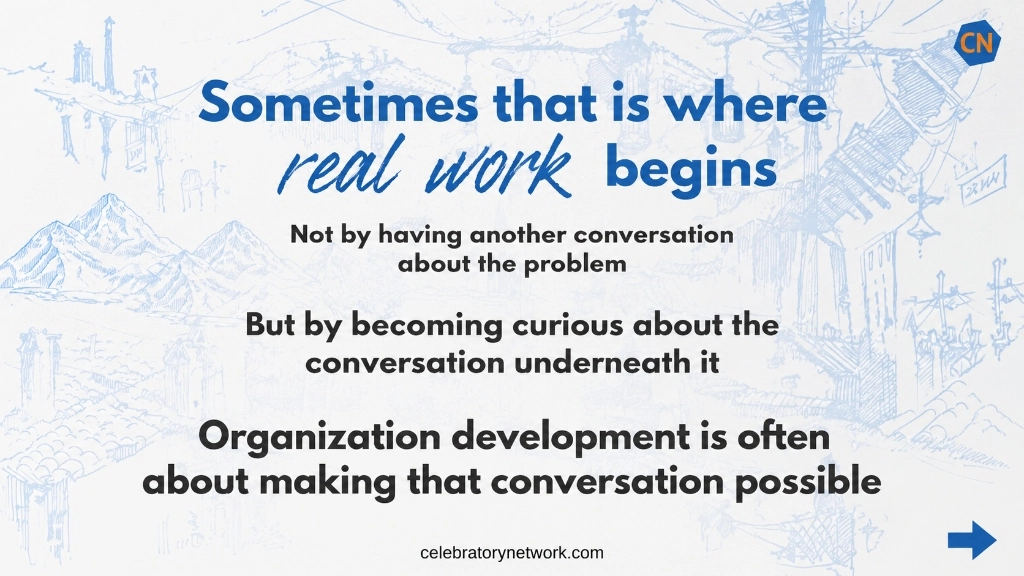 CN
Sometimes that is where
real work begins
Not by having another conversation
about the problem
But by becoming curious about the
conversation underneath it
Organization development is often
about making that conversation possible
celebratorynetwork.com